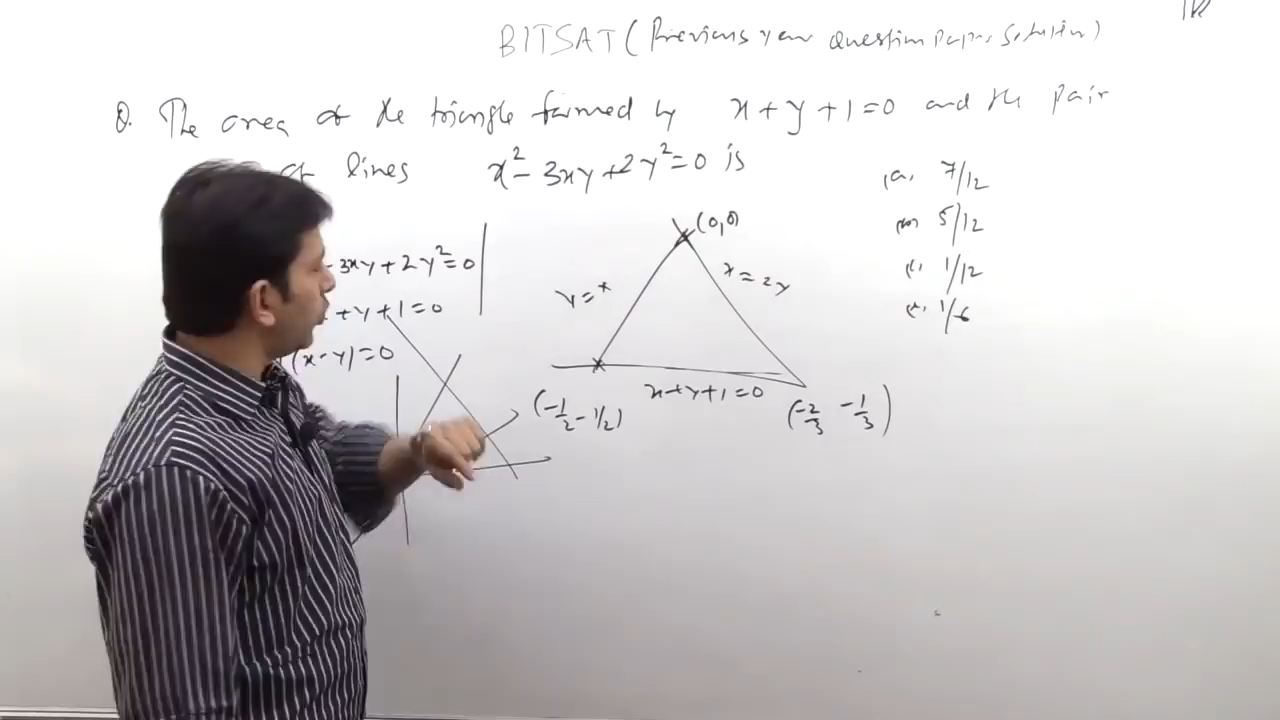 BITSAT (Previous year question paper solution)
Q. The area of the triangle formed by x + y + 1 = 0 and the pair
of lines x² - 3xy + 2y² = 0 is
(a, 7/12
5/12
1/12
1/6
- 3xy + 2y² = 0
+ y + 1 = 0
(x - y) = 0
(0,0)
y = x
x = 2y
x + y + 1 = 0
(-1/2 - 1/2)
(-2/3 -1/3)